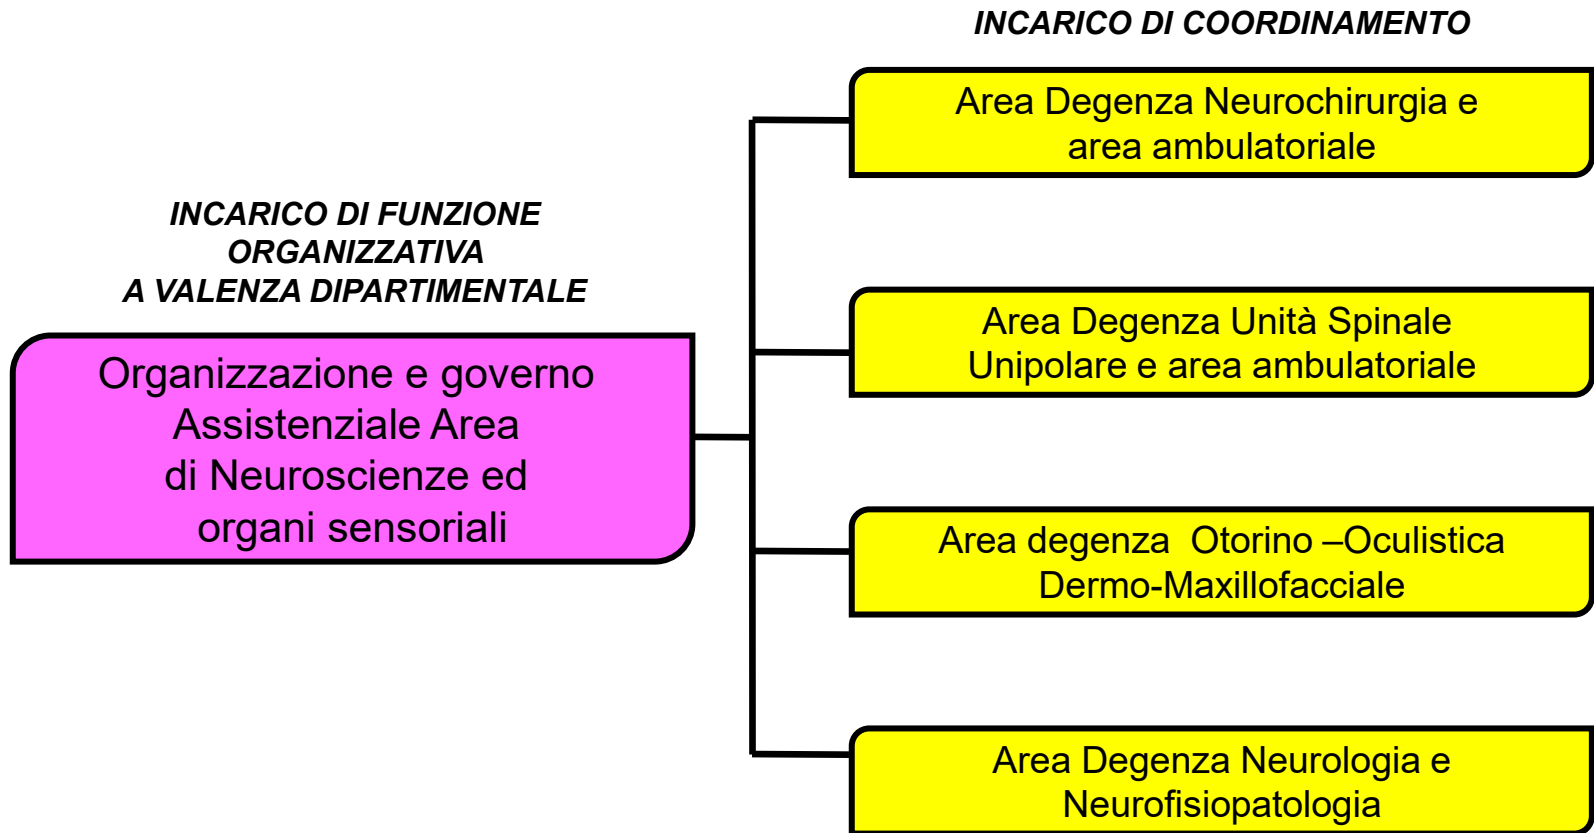 INCARICO DI COORDINAMENTO
Area Degenza Neurochirurgia e
area ambulatoriale
INCARICO DI FUNZIONE
ORGANIZZATIVA
A VALENZA DIPARTIMENTALE
Organizzazione e governo
Assistenziale Area
di Neuroscienze ed
organi sensoriali
Area Degenza Unità Spinale
Unipolare e area ambulatoriale
Area degenza Otorino –Oculistica
Dermo-Maxillofacciale
Area Degenza Neurologia e
Neurofisiopatologia